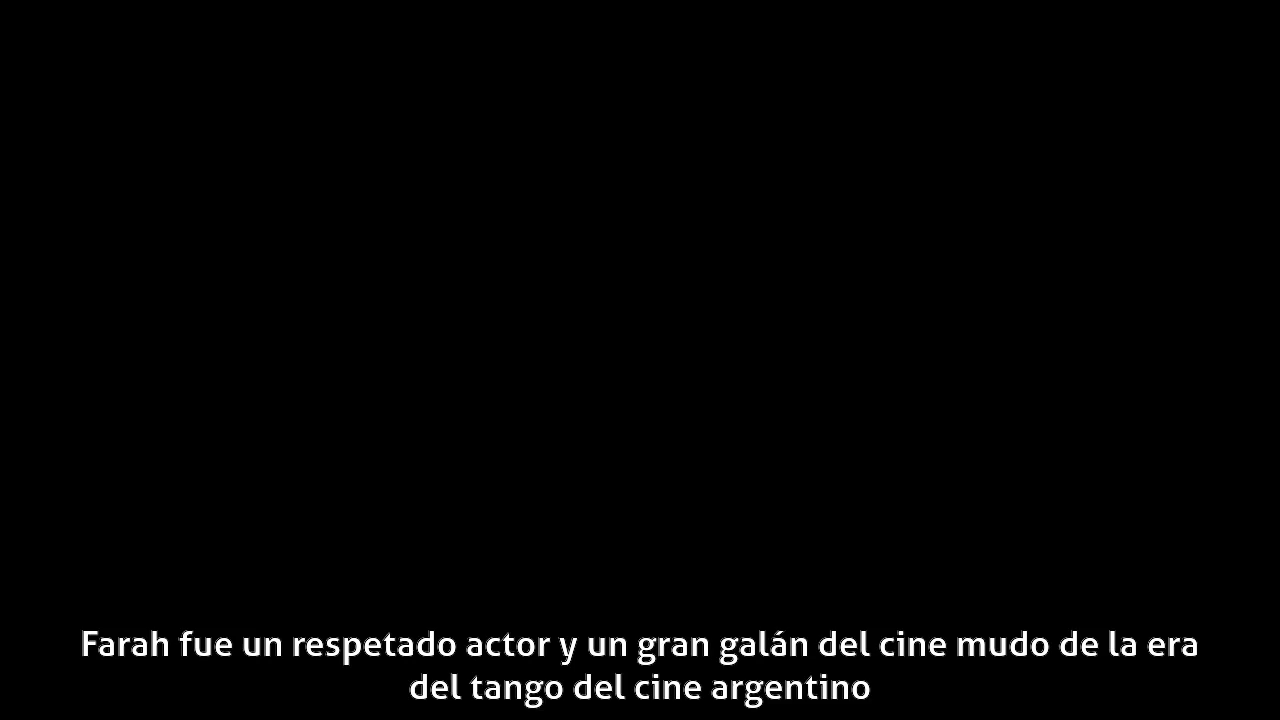 Farah fue un respetado actor y un gran galán del cine mudo de la era
del tango del cine argentino